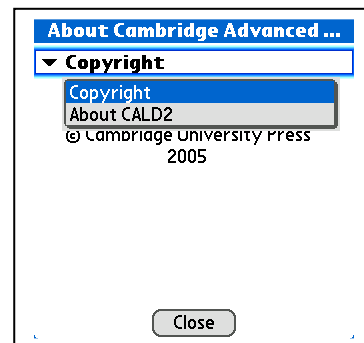 About Cambridge Advanced ...
Copyright
Copyright
About CALD2
© Cambridge University Press
2005
Close